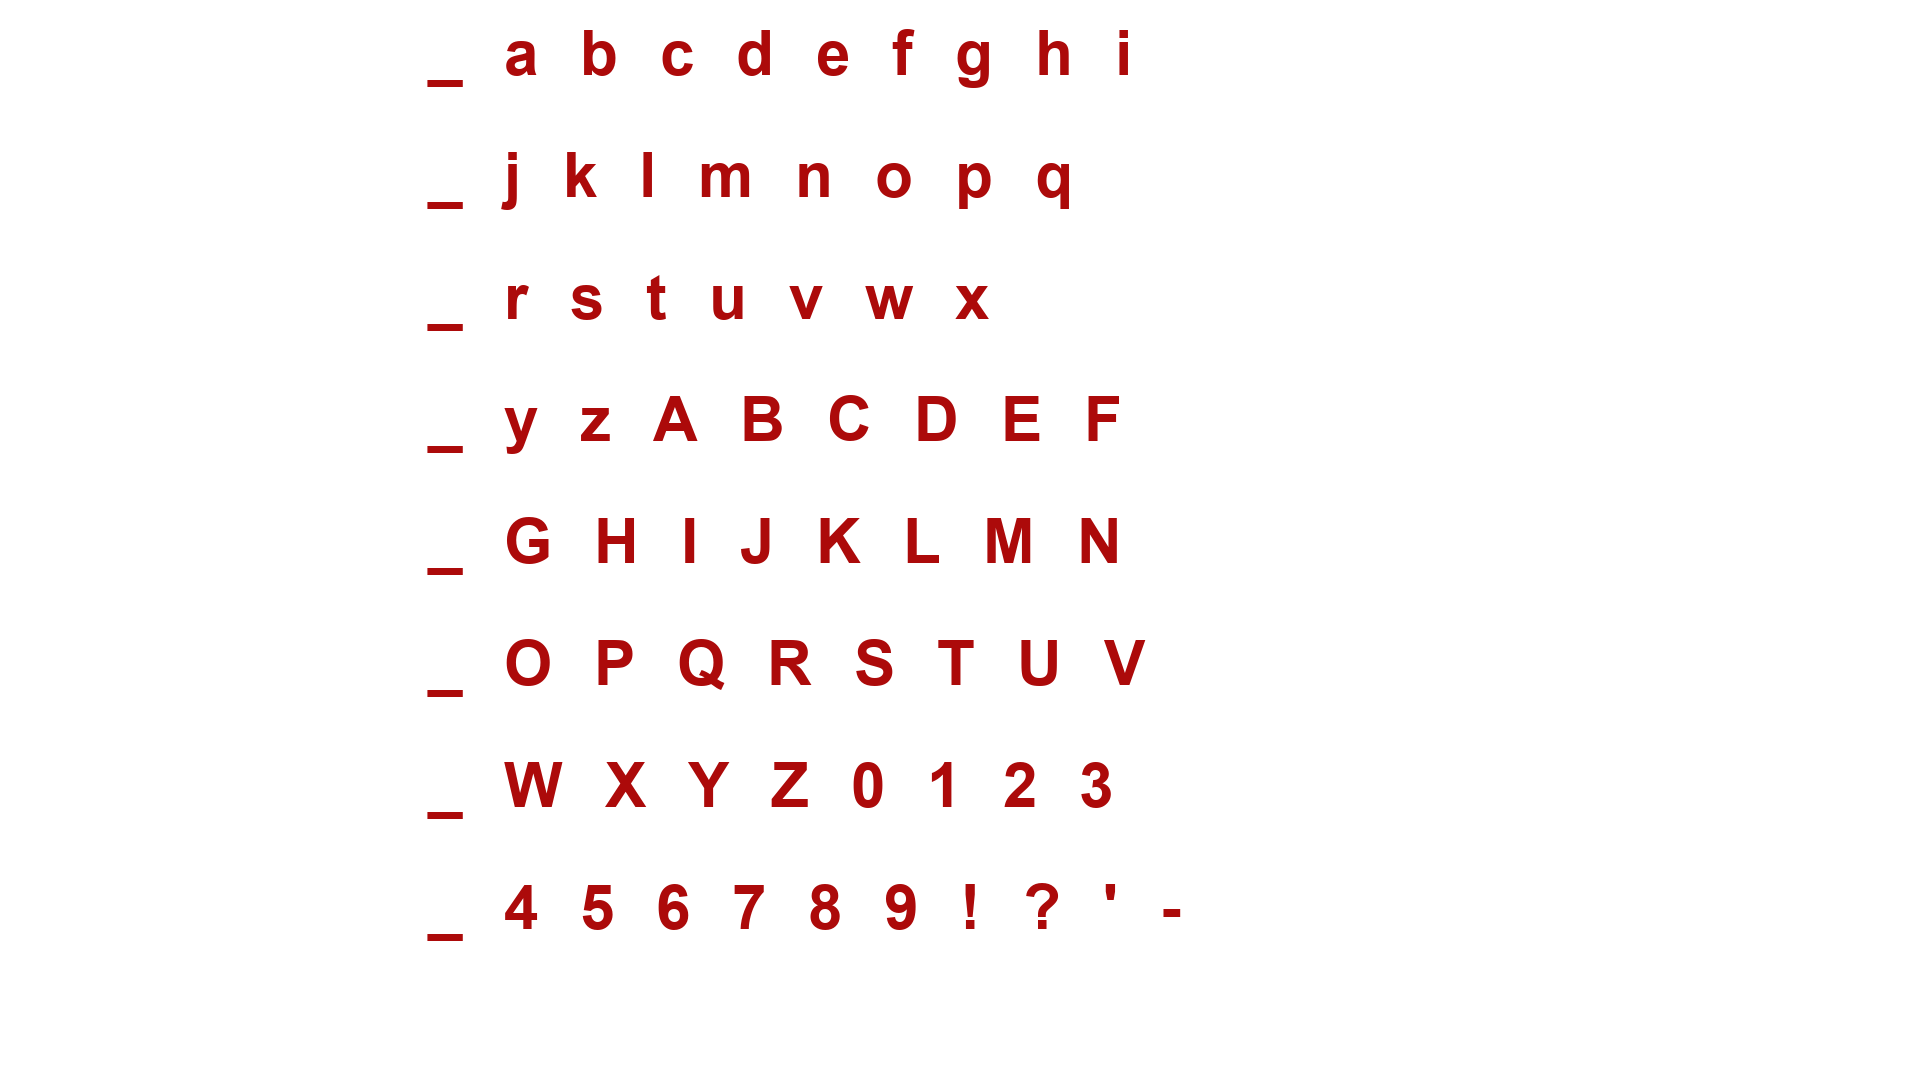 _ a b c d e f g h i
_ j k l m n o p q
_ r s t u v w x
_ y z A B C D E F
_ G H I J K L M N
_ O P Q R S T U V
_ W X Y Z 0 1 2 3
_ 4 5 6 7 8 9 ! ? ' -